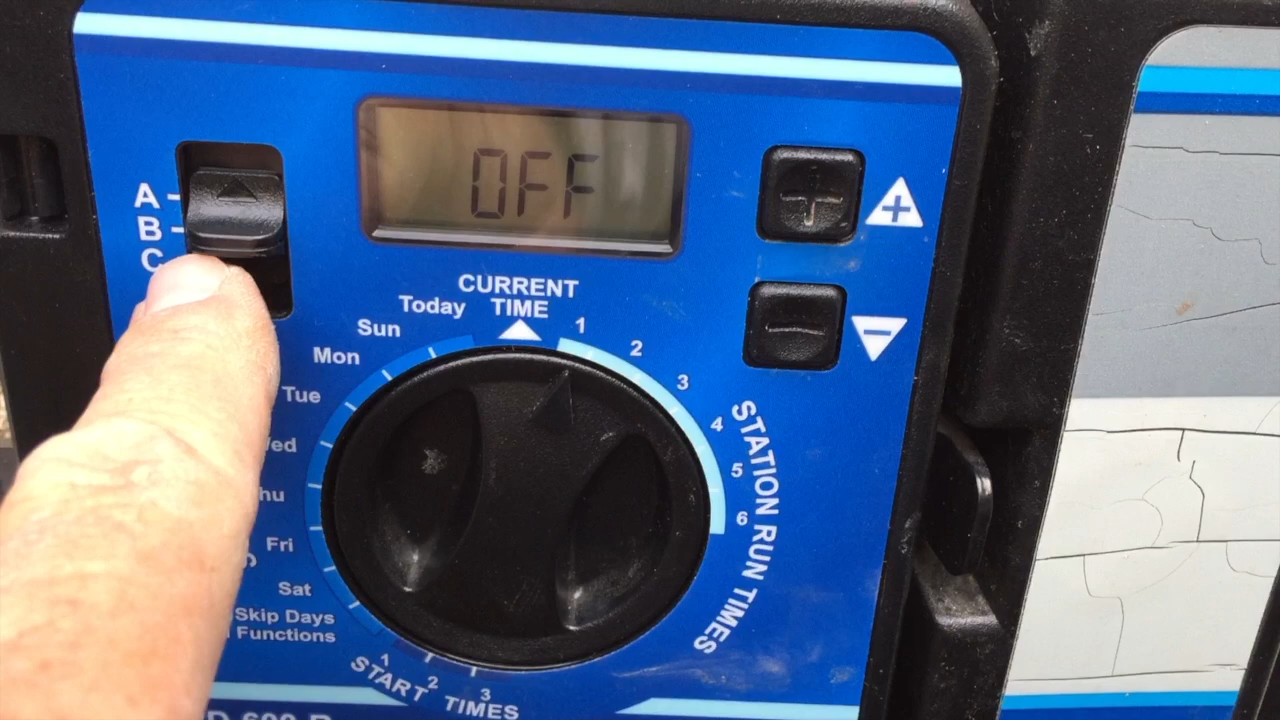 OFF
A
B
C
CURRENT
TIME
Today
Sun
Mon
Tue
Fri
Sat
Skip Days
Functions
1
2
3
4
5
6
STATION RUN TIMES
1
2
3
START TIMES
+
−